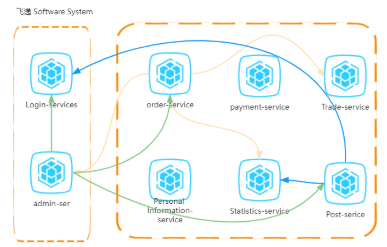 飞通 Software System
Login-services
order-service
payment-service
Trade-service
admin-ser
Personal
Information-
service
Statistics-service
Post-serice